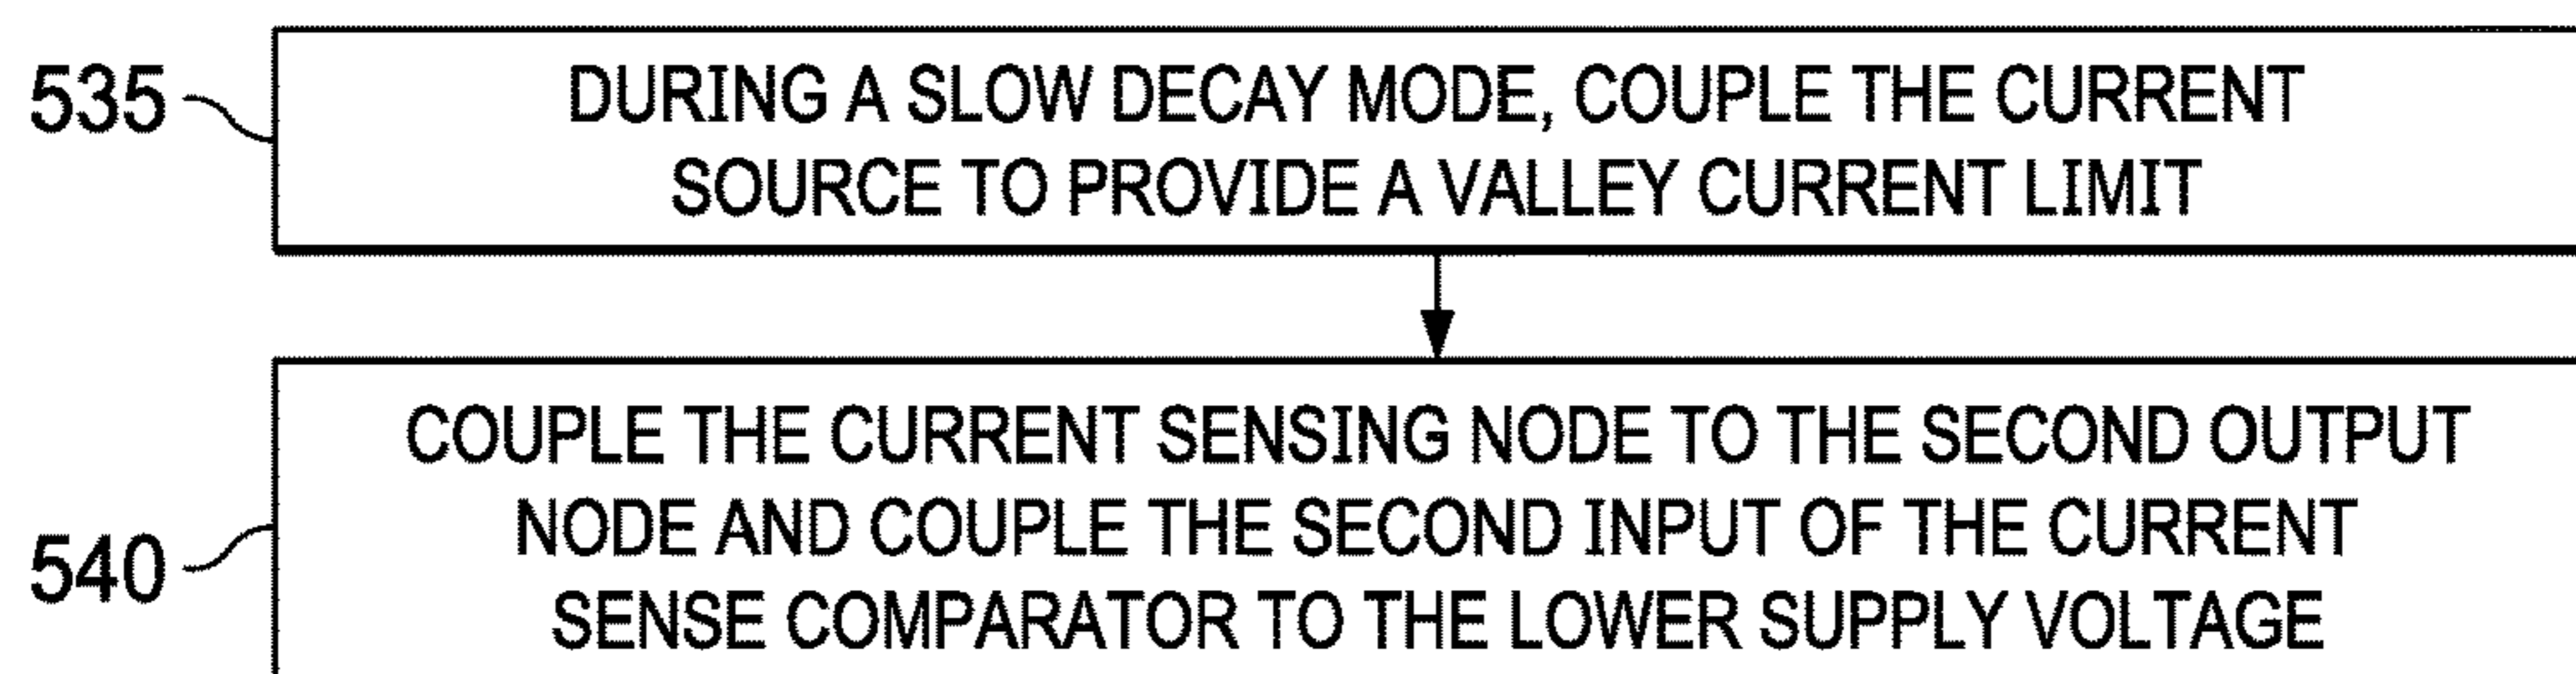 535
DURING A SLOW DECAY MODE, COUPLE THE CURRENT
SOURCE TO PROVIDE A VALLEY CURRENT LIMIT
540
COUPLE THE CURRENT SENSING NODE TO THE SECOND OUTPUT
NODE AND COUPLE THE SECOND INPUT OF THE CURRENT
SENSE COMPARATOR TO THE LOWER SUPPLY VOLTAGE